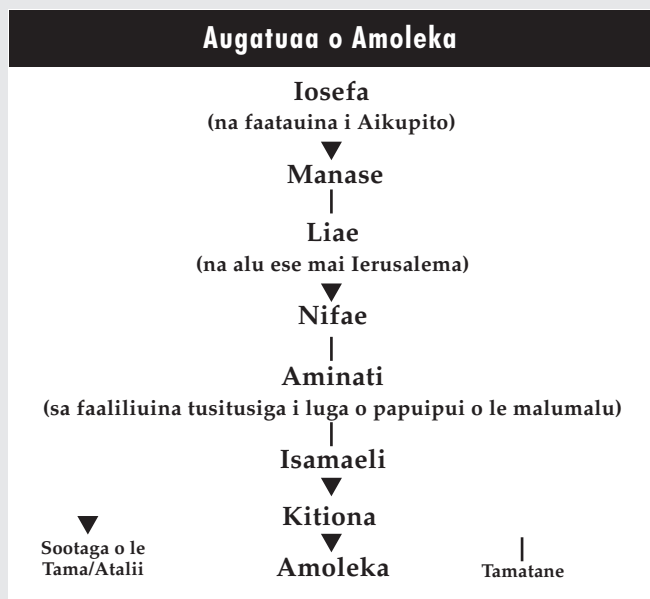 Augatuaa o Amoleka
Iosefa
(na faatauina i Aikupito)
Manase
Liae
(na alu ese mai Ierusalema)
Nifae
Aminati
(sa faaliliuina tusitusiga i luga o papuipui o le malumalu)
Isamaeli
Kitiona
Amoleka
Sootaga o le
Tama/Atalii
Tamatane